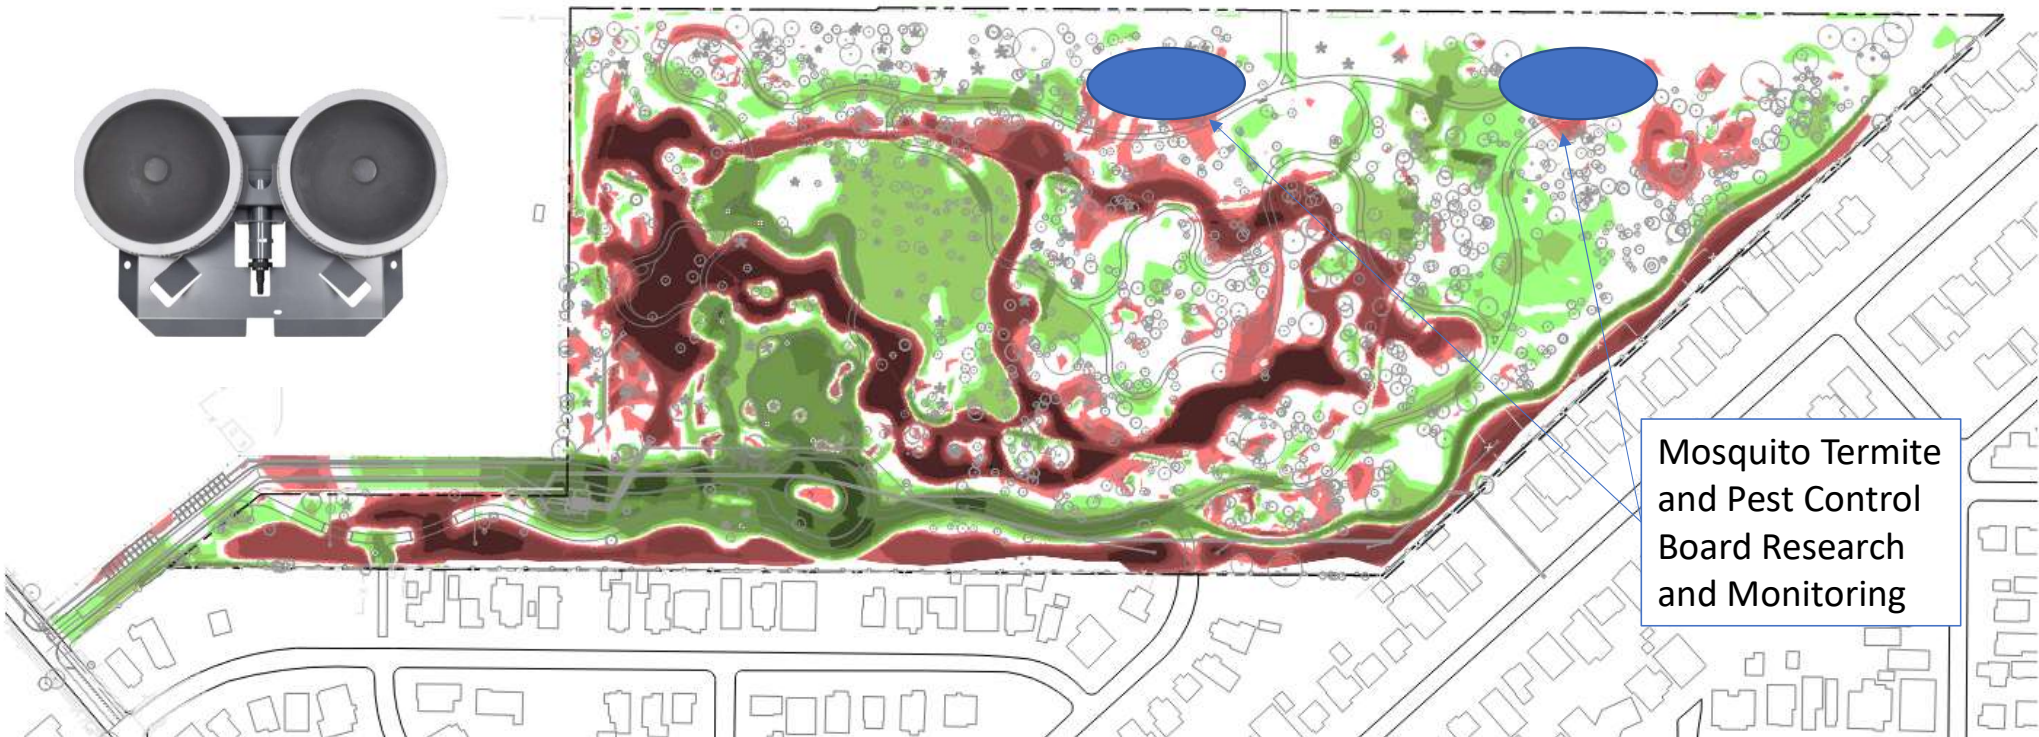 Mosquito Termite
and Pest Control
Board Research
and Monitoring